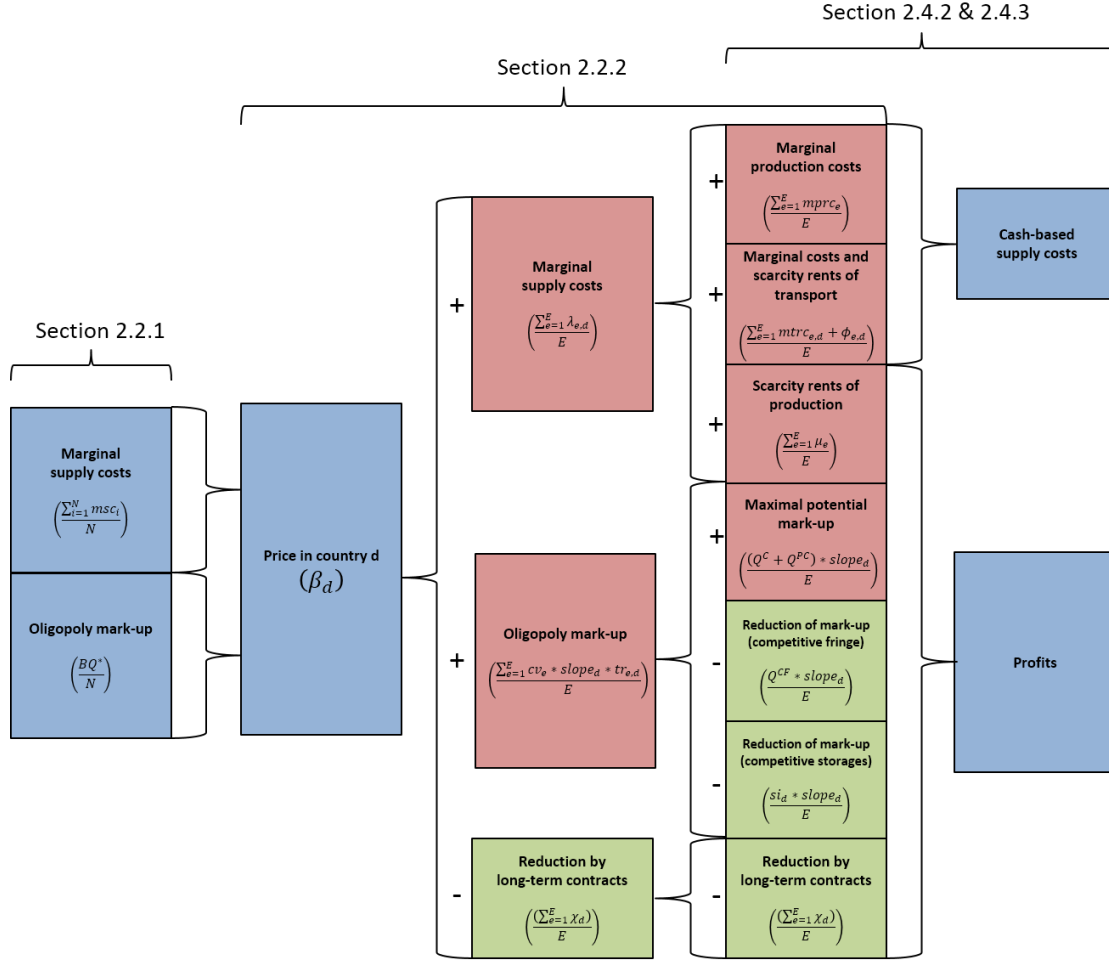 Section 2.4.2 & 2.4.3
Section 2.2.2
Section 2.2.1
Marginal
supply costs
(∑_{i=1}^{N} msc_i / N)
Oligopoly mark-up
(BQ* / N)
Price in country d
(β_d)
+
Marginal
supply costs
(∑_{e=1}^{E} λ_{e,d} / E)
+
Oligopoly mark-up
(∑_{e=1}^{E} cv_e * slope_d * tr_{e,d} / E)
-
Reduction by
long-term contracts
((∑_{e=1}^{E} χ_d) / E)
+
Marginal
production costs
(∑_{e=1}^{E} mprc_e / E)
+
Marginal costs and
scarcity rents of
transport
(∑_{e=1}^{E} mtrc_{e,d} + ϕ_{e,d} / E)
+
Scarcity rents of
production
(∑_{e=1}^{E} μ_e / E)
+
Maximal potential
mark-up
((Q^C + Q^{PC}) * slope_d / E)
-
Reduction of mark-up
(competitive fringe)
(Q^{CF} * slope_d / E)
-
Reduction of mark-up
(competitive storages)
(si_d * slope_d / E)
-
Reduction by
long-term contracts
((∑_{e=1}^{E} χ_d) / E)
Cash-based
supply costs
Profits